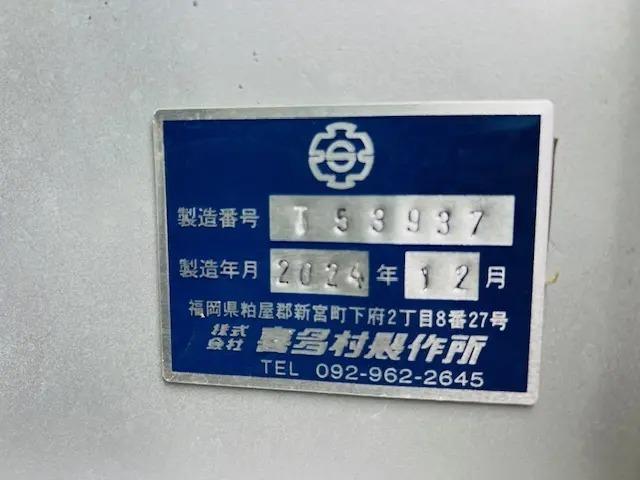 製造番号 T53937
製造年月 2024年12月
福岡県粕屋郡新宮町下府2丁目8番27号
株式会社 喜多村製作所
TEL 092-962-2645